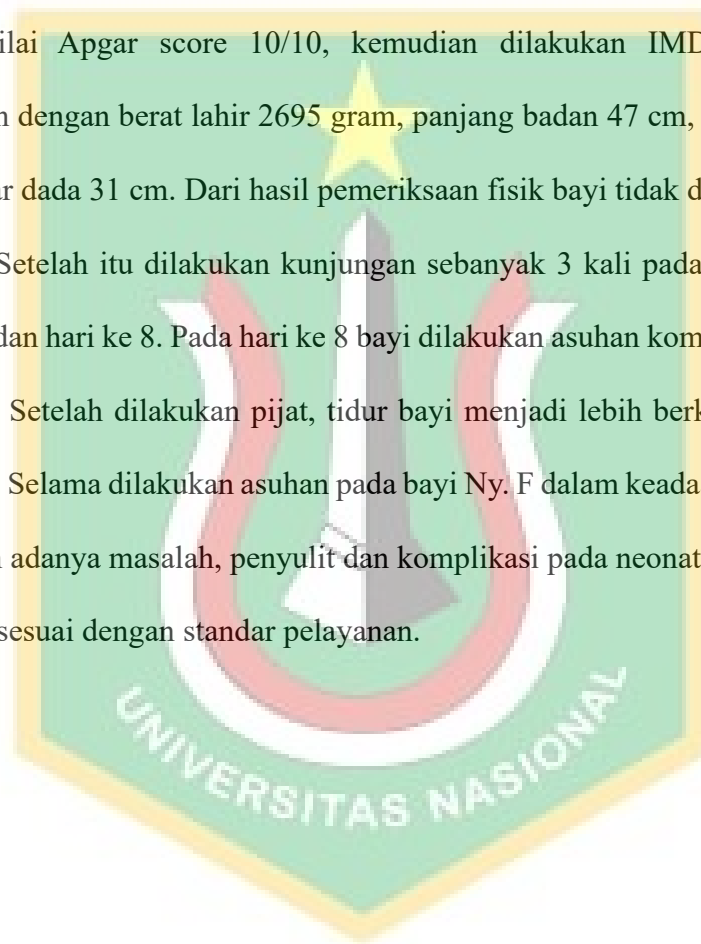 ilai Apgar score 10/10, kemudian dilakukan IMD
dengan berat lahir 2695 gram, panjang badan 47 cm,
ar dada 31 cm. Dari hasil pemeriksaan fisik bayi tidak d
Setelah itu dilakukan kunjungan sebanyak 3 kali pada
dan hari ke 8. Pada hari ke 8 bayi dilakukan asuhan kom
Setelah dilakukan pijat, tidur bayi menjadi lebih berk
Selama dilakukan asuhan pada bayi Ny. F dalam keada
adanya masalah, penyulit dan komplikasi pada neonat
sesuai dengan standar pelayanan.
UNIVERSITAS NASIONAL